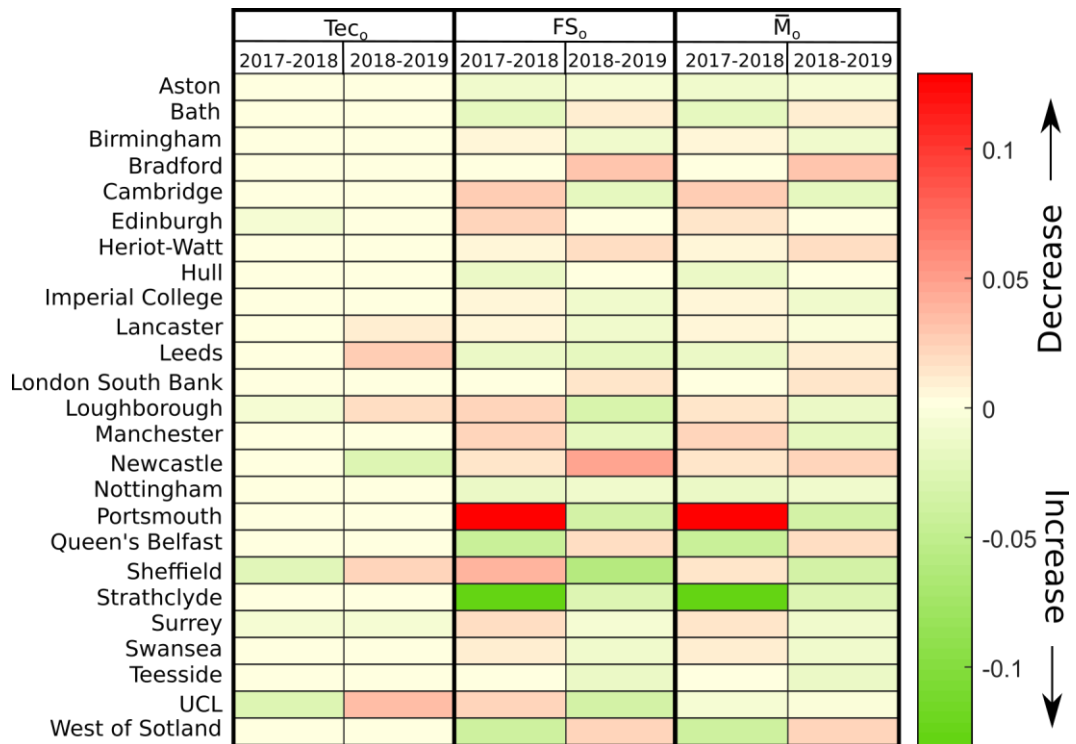 Tec₀ FS₀ M̅₀
2017-2018 2018-2019 2017-2018 2018-2019 2017-2018 2018-2019
Aston
Bath
Birmingham
Bradford
Cambridge
Edinburgh
Heriot-Watt
Hull
Imperial College
Lancaster
Leeds
London South Bank
Loughborough
Manchester
Newcastle
Nottingham
Portsmouth
Queen's Belfast
Sheffield
Strathclyde
Surrey
Swansea
Teesside
UCL
West of Sotland
0.1
0.05
0
-0.05
-0.1
Decrease
Increase